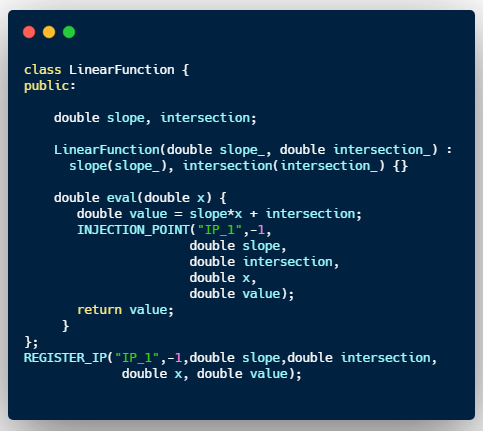 class LinearFunction {
public:
double slope, intersection;
LinearFunction(double slope_, double intersection_) :
slope(slope_), intersection(intersection_) {}
double eval(double x) {
double value = slope*x + intersection;
INJECTION_POINT("IP_1",-1,
double slope,
double intersection,
double x,
double value);
return value;
}
};
REGISTER_IP("IP_1",-1,double slope,double intersection,
double x, double value);